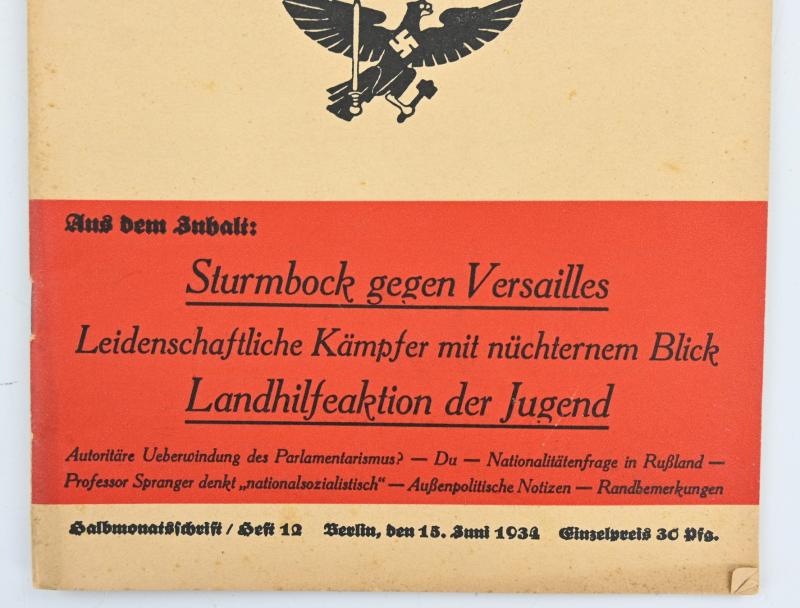 Aus dem Inhalt:
Sturmbock gegen Versailles
Leidenschaftliche Kämpfer mit nüchternem Blick
Landhilfeaktion der Jugend
Autoritäre Ueberwindung des Parlamentarismus? — Du — Nationalitätenfrage in Rußland —
Professor Spranger denkt „nationalsozialistisch“ — Außenpolitische Notizen — Randbemerkungen
Halbmonatsschrift / Heft 12 Berlin, den 15. Juni 1934 Einzelpreis 30 Pfg.